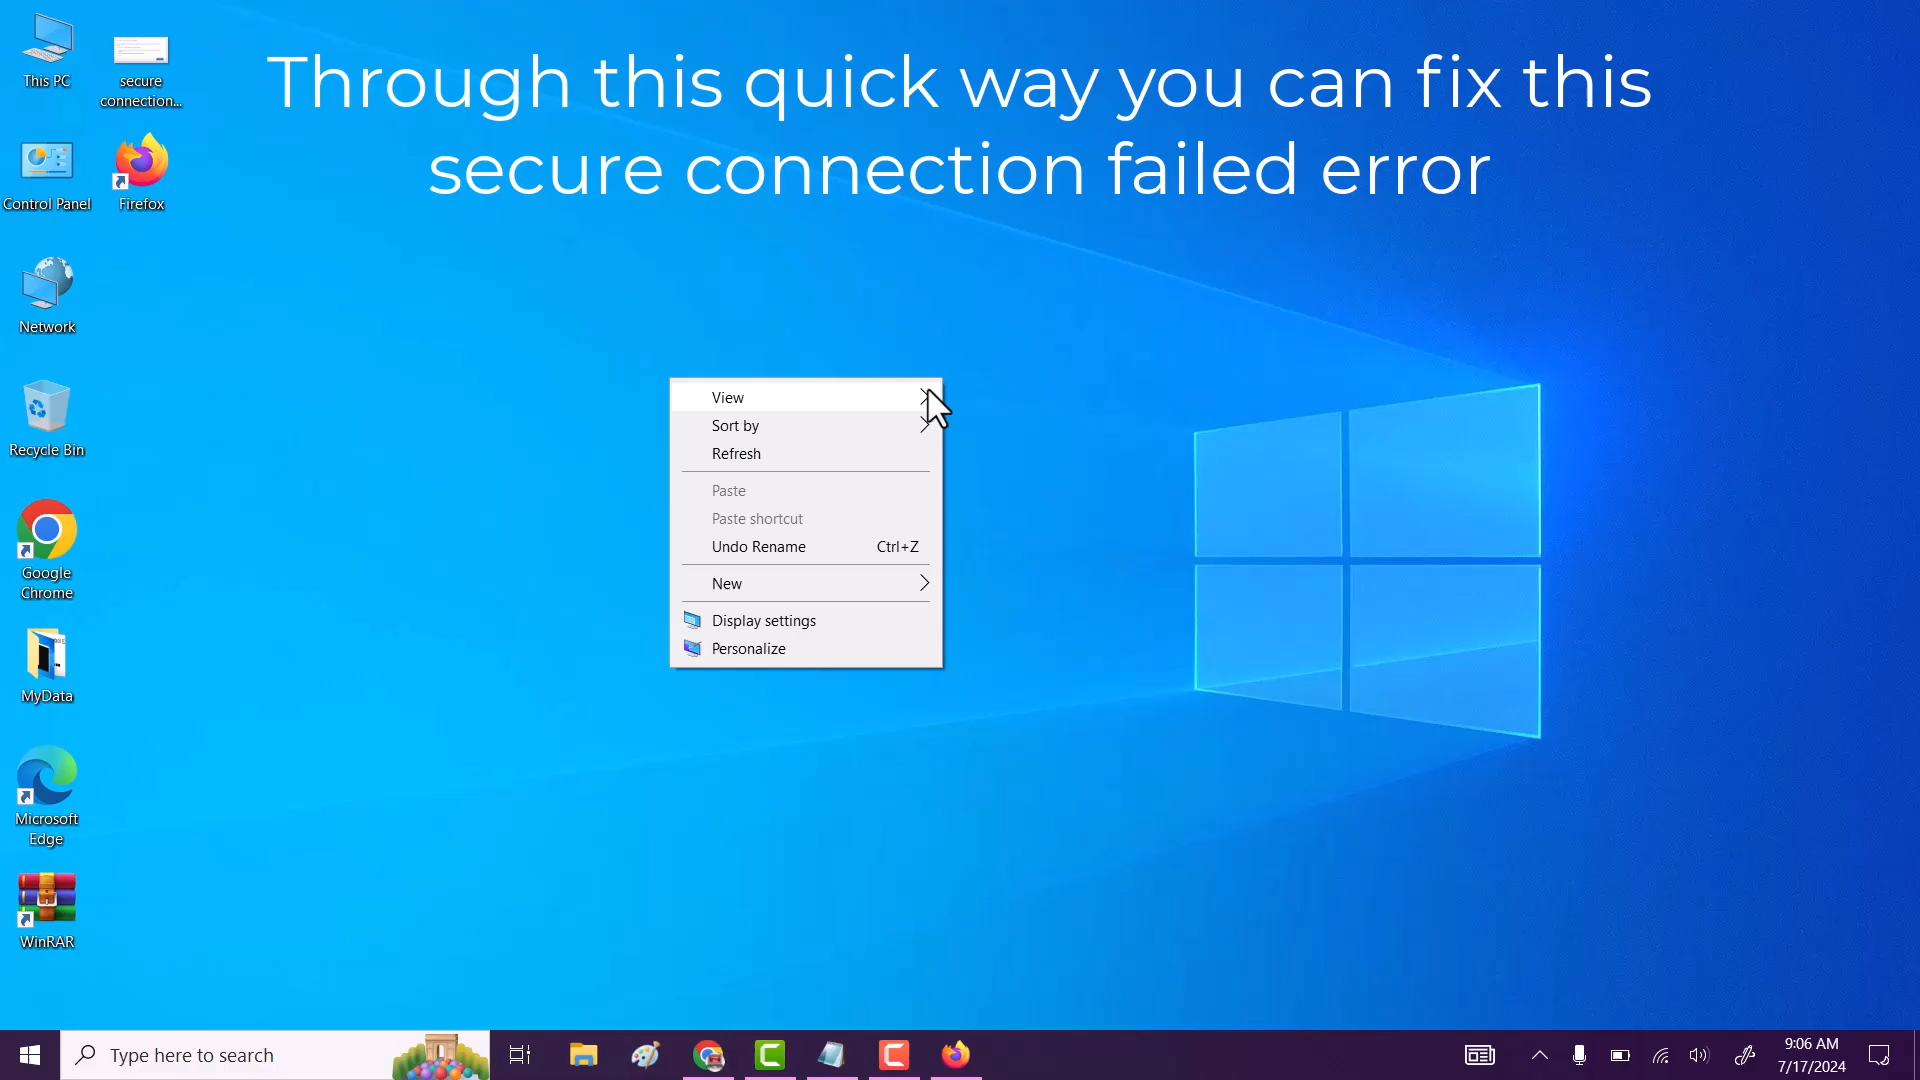 Through this quick way you can fix this
secure connection failed error
This PC
secure
connection...
Control Panel
Firefox
Network
Recycle Bin
Google
Chrome
MyData
Microsoft
Edge
WinRAR
View
Sort by
Refresh
Paste
Paste shortcut
Undo Rename Ctrl+Z
New
Display settings
Personalize
Type here to search
9:06 AM
7/17/2024